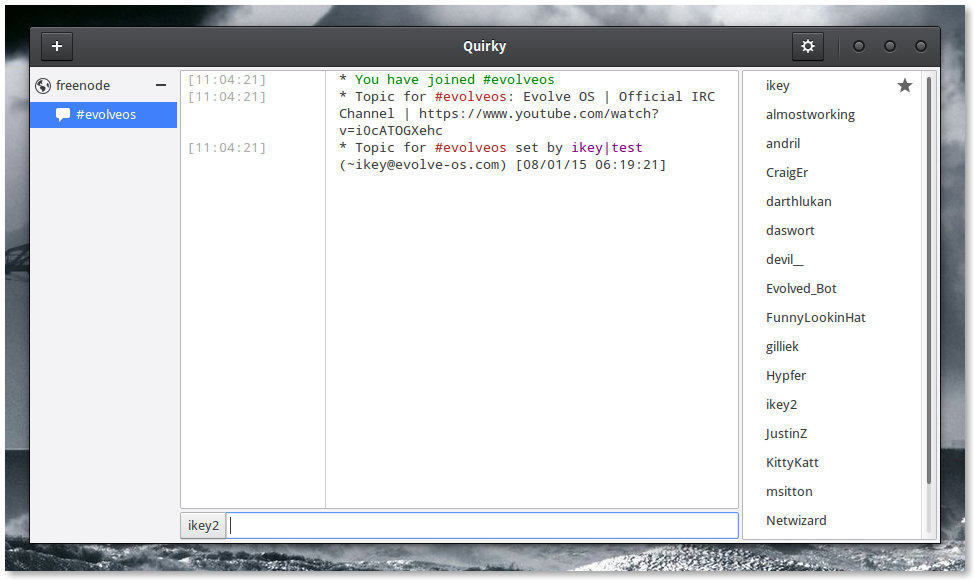 Quirky
freenode
#evolveos
[11:04:21] * You have joined #evolveos
[11:04:21] * Topic for #evolveos: Evolve OS | Official IRC
Channel | https://www.youtube.com/watch?
v=i0cATOGXehc
[11:04:21] * Topic for #evolveos set by ikey|test
(~ikey@evolve-os.com) [08/01/15 06:19:21]
ikey2
ikey
almostworking
andril
CraigEr
darthlukan
daswort
devil__
Evolved_Bot
FunnyLookinHat
gilliek
Hypfer
ikey2
JustinZ
KittyKatt
msitton
Netwizard